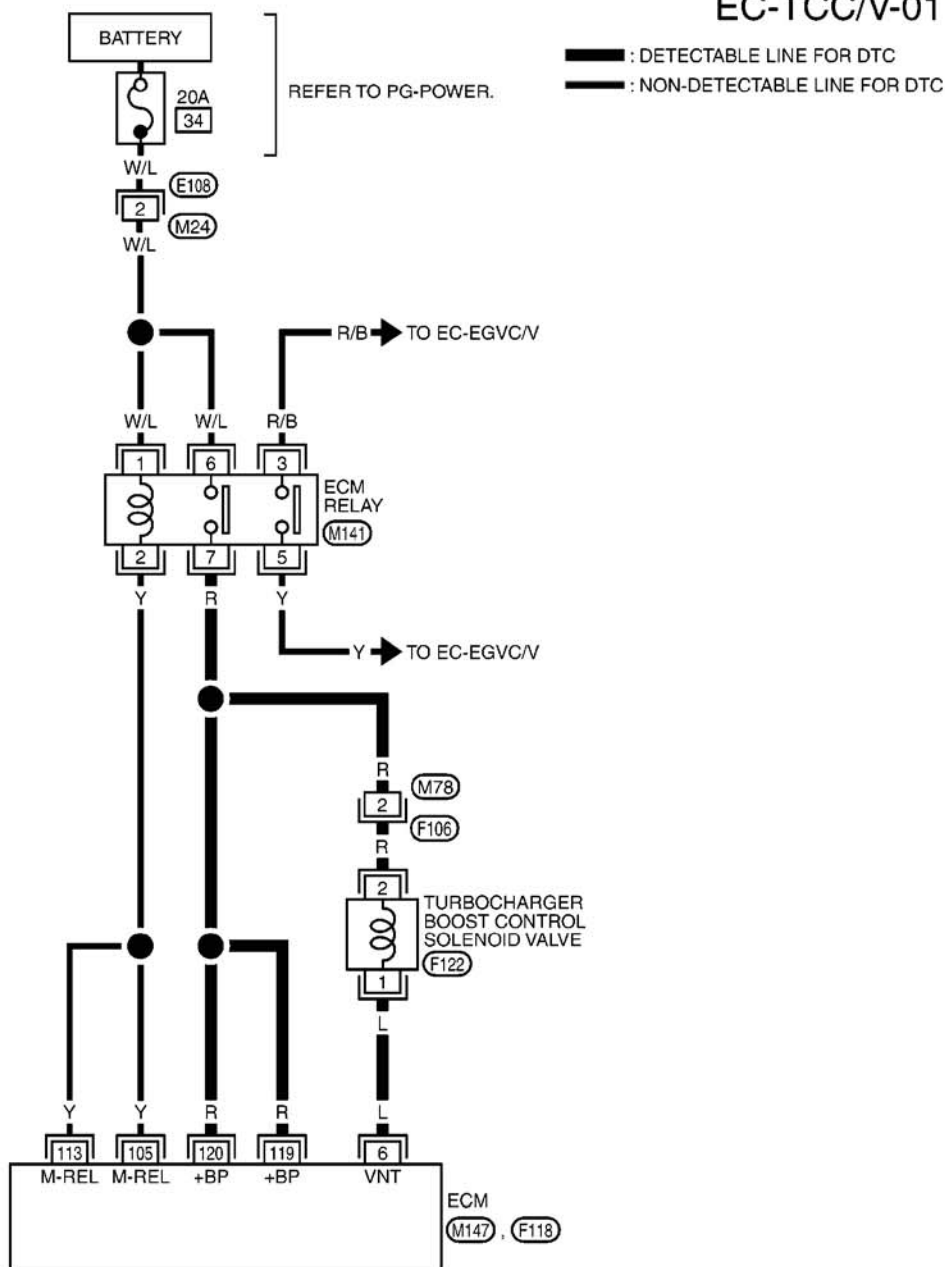 EC-TCC/V-01
BATTERY
: DETECTABLE LINE FOR DTC
: NON-DETECTABLE LINE FOR DTC
20A
34
REFER TO PG-POWER.
W/L
E108
2
M24
W/L
R/B TO EC-EGVC/V
W/L W/L R/B
1 6 3
ECM
RELAY
M141
2 7 5
Y R Y
Y TO EC-EGVC/V
R
M78
2
F106
R
2
TURBOCHARGER
BOOST CONTROL
SOLENOID VALVE
F122
1
L
Y Y R R L
113 105 120 119 6
M-REL M-REL +BP +BP VNT
ECM
M147 , F118